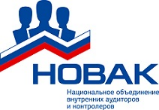 НОВАК
Национальное объединение
внутренних аудиторов
и контролеров